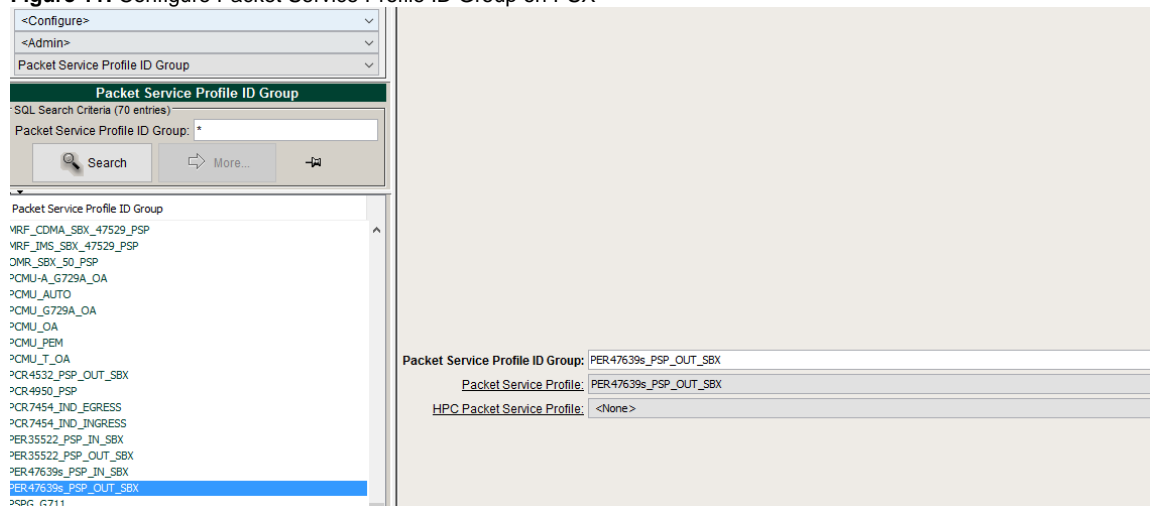 Figure 11: Configure Packet Service Profile ID Group on PSX
<Configure>
<Admin>
Packet Service Profile ID Group
Packet Service Profile ID Group
SQL Search Criteria (70 entries)
Packet Service Profile ID Group: *
Search
More...
Packet Service Profile ID Group
MRF_CDMA_SBX_47529_PSP
MRF_IMS_SBX_47529_PSP
OMR_SBX_50_PSP
PCMU-A_G729A_OA
PCMU_AUTO
PCMU_G729A_OA
PCMU_OA
PCMU_PEM
PCMU_T_OA
PCR4532_PSP_OUT_SBX
PCR4950_PSP
PCR7454_IND_EGRESS
PCR7454_IND_INGRESS
PER35522_PSP_IN_SBX
PER35522_PSP_OUT_SBX
PER47639s_PSP_IN_SBX
PER47639s_PSP_OUT_SBX
PSPG_G711
Packet Service Profile ID Group: PER47639s_PSP_OUT_SBX
Packet Service Profile: PER47639s_PSP_OUT_SBX
HPC Packet Service Profile: <None>